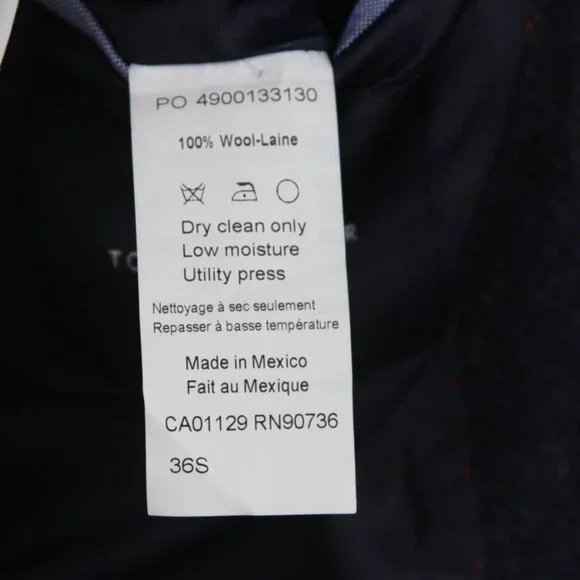 PO 4900133130
100% Wool-Laine
Dry clean only
Low moisture
Utility press
Nettoyage à sec seulement
Repasser à basse température
Made in Mexico
Fait au Mexique
CA01129 RN90736
36S